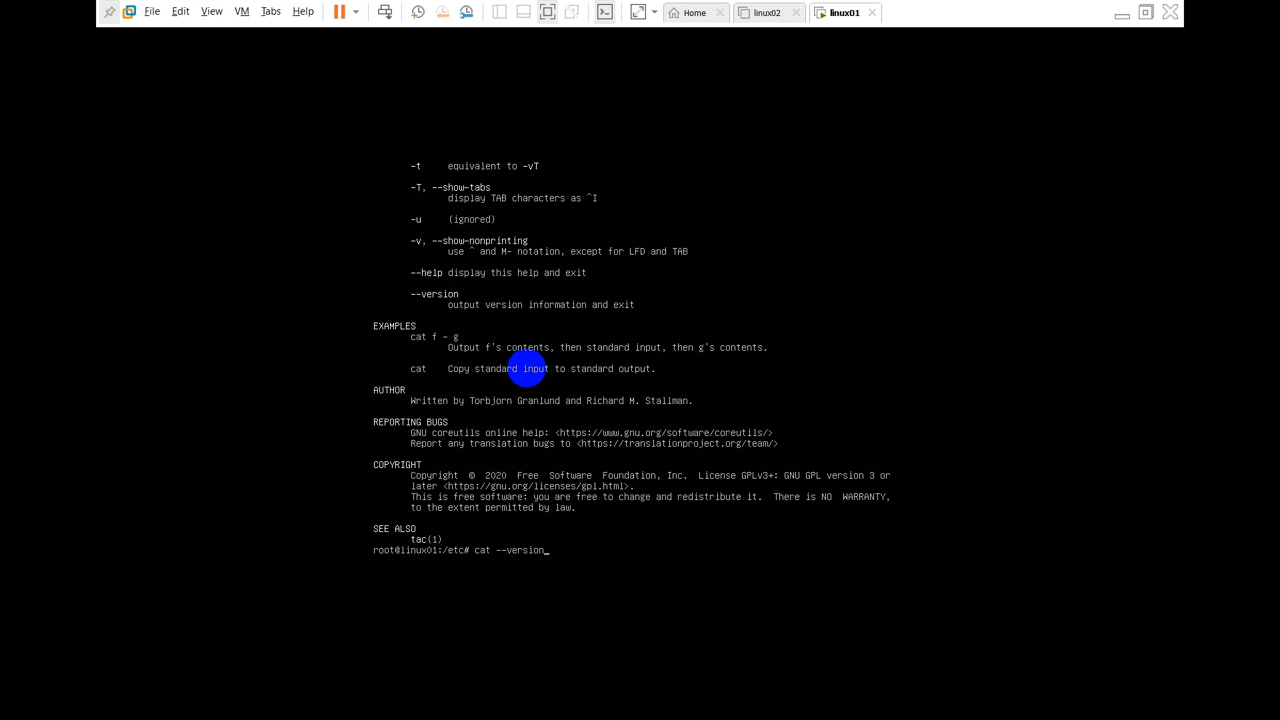 File Edit View VM Tabs Help Home linux02 linux01
-t equivalent to -vT
-T, --show-tabs
display TAB characters as ^I
-u (ignored)
-v, --show-nonprinting
use ^ and M- notation, except for LFD and TAB
--help display this help and exit
--version
output version information and exit
EXAMPLES
cat f - g
Output f's contents, then standard input, then g's contents.
cat Copy standard input to standard output.
AUTHOR
Written by Torbjorn Granlund and Richard M. Stallman.
REPORTING BUGS
GNU coreutils online help: <https://www.gnu.org/software/coreutils/>
Report any translation bugs to <https://translationproject.org/team/>
COPYRIGHT
Copyright © 2020 Free Software Foundation, Inc. License GPLv3+: GNU GPL version 3 or
later <https://gnu.org/licenses/gpl.html>.
This is free software: you are free to change and redistribute it. There is NO WARRANTY,
to the extent permitted by law.
SEE ALSO
tac(1)
root@linux01:/etc# cat --version_